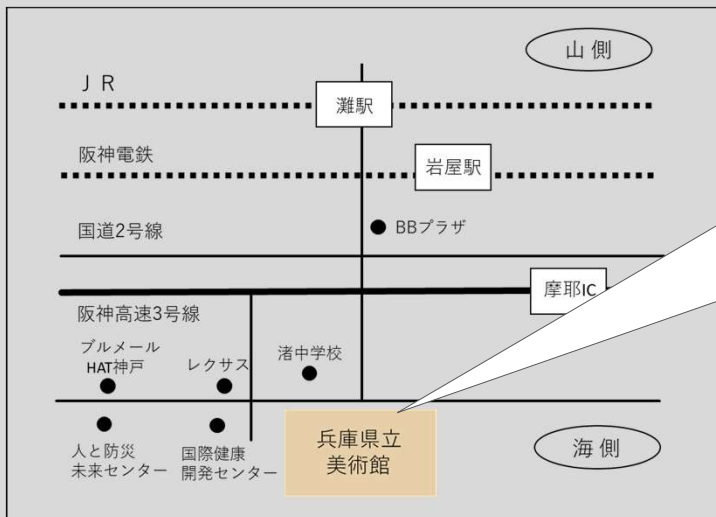 山側
ＪＲ
灘駅
阪神電鉄
岩屋駅
BBプラザ
国道2号線
摩耶IC
阪神高速3号線
ブルメール
HAT神戸
レクサス
渚中学校
人と防災
未来センター
国際健康
開発センター
兵庫県立
美術館
海側